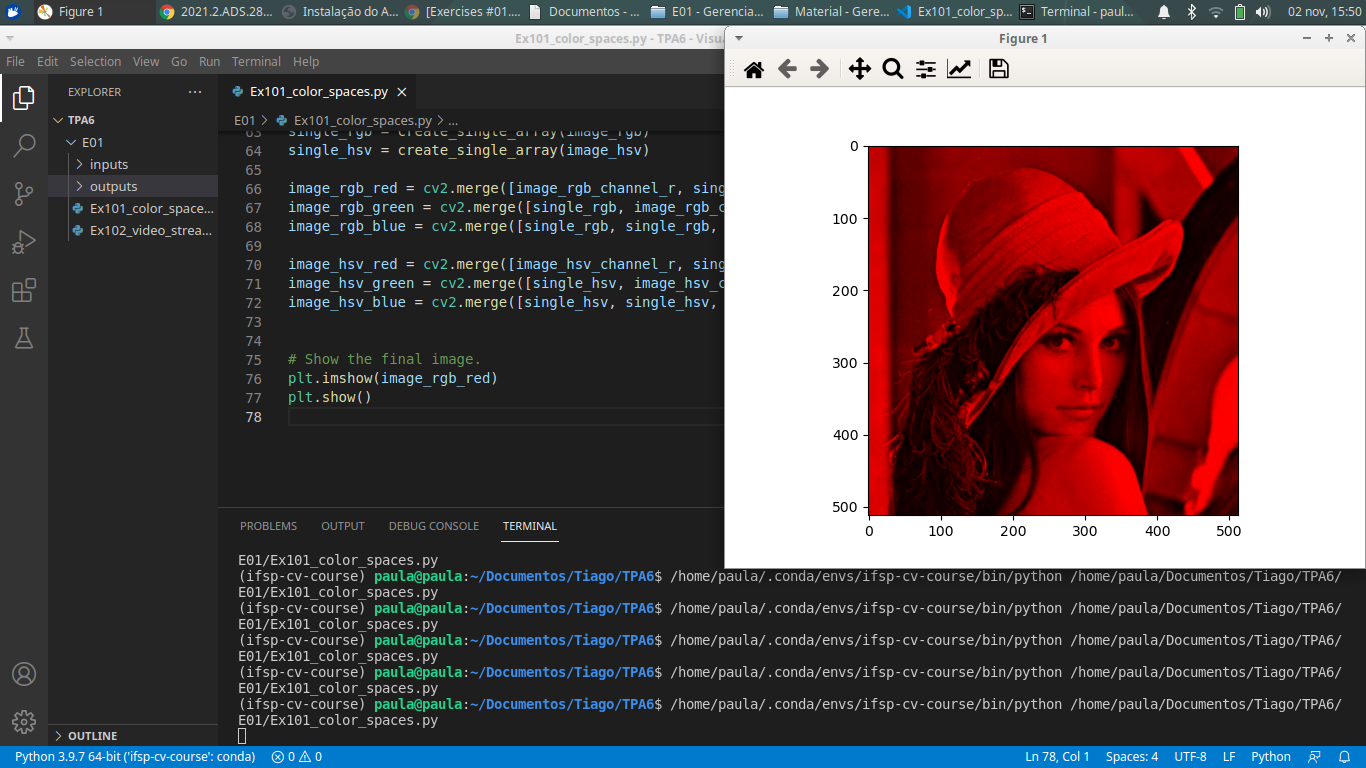 Figure 1
2021.2.ADS.28...
Instalação do A...
[Exercises #01....
Documentos - ...
E01 - Gerencia...
Material - Gere...
Ex101_color_sp...
Terminal - paul...
02 nov, 15:50
Ex101_color_spaces.py - TPA6 - Visua
Figure 1
File Edit Selection View Go Run Terminal Help
EXPLORER ...
Ex101_color_spaces.py
TPA6
E01 > Ex101_color_spaces.py > ...
E01
inputs
outputs
Ex101_color_space...
Ex102_video_strea...
63 single_rgb = create_single_array(image_rgb)
64 single_hsv = create_single_array(image_hsv)
65
66 image_rgb_red = cv2.merge([image_rgb_channel_r, sing
67 image_rgb_green = cv2.merge([single_rgb, image_rgb_c
68 image_rgb_blue = cv2.merge([single_rgb, single_rgb,
69
70 image_hsv_red = cv2.merge([image_hsv_channel_r, sing
71 image_hsv_green = cv2.merge([single_hsv, image_hsv_c
72 image_hsv_blue = cv2.merge([single_hsv, single_hsv,
73
74
75 # Show the final image.
76 plt.imshow(image_rgb_red)
77 plt.show()
78
0
100
200
300
400
500
0 100 200 300 400 500
PROBLEMS OUTPUT DEBUG CONSOLE TERMINAL
E01/Ex101_color_spaces.py
(ifsp-cv-course) paula@paula:~/Documentos/Tiago/TPA6$ /home/paula/.conda/envs/ifsp-cv-course/bin/python /home/paula/Documentos/Tiago/TPA6/
E01/Ex101_color_spaces.py
(ifsp-cv-course) paula@paula:~/Documentos/Tiago/TPA6$ /home/paula/.conda/envs/ifsp-cv-course/bin/python /home/paula/Documentos/Tiago/TPA6/
E01/Ex101_color_spaces.py
(ifsp-cv-course) paula@paula:~/Documentos/Tiago/TPA6$ /home/paula/.conda/envs/ifsp-cv-course/bin/python /home/paula/Documentos/Tiago/TPA6/
E01/Ex101_color_spaces.py
(ifsp-cv-course) paula@paula:~/Documentos/Tiago/TPA6$ /home/paula/.conda/envs/ifsp-cv-course/bin/python /home/paula/Documentos/Tiago/TPA6/
E01/Ex101_color_spaces.py
(ifsp-cv-course) paula@paula:~/Documentos/Tiago/TPA6$ /home/paula/.conda/envs/ifsp-cv-course/bin/python /home/paula/Documentos/Tiago/TPA6/
E01/Ex101_color_spaces.py
OUTLINE
Python 3.9.7 64-bit ('ifsp-cv-course': conda) 0 0 Ln 78, Col 1 Spaces: 4 UTF-8 LF Python